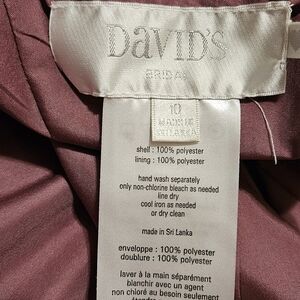 DAVID'S
BRIDAL
10
MADE IN
SRI LANKA
shell : 100% polyester
lining : 100% polyester
hand wash separately
only non-chlorine bleach as needed
line dry
cool iron as needed
or dry clean
made in Sri Lanka
enveloppe : 100% polyester
doublure : 100% polyester
laver à la main séparément
blanchir avec un agent
non chloré au besoin seulement